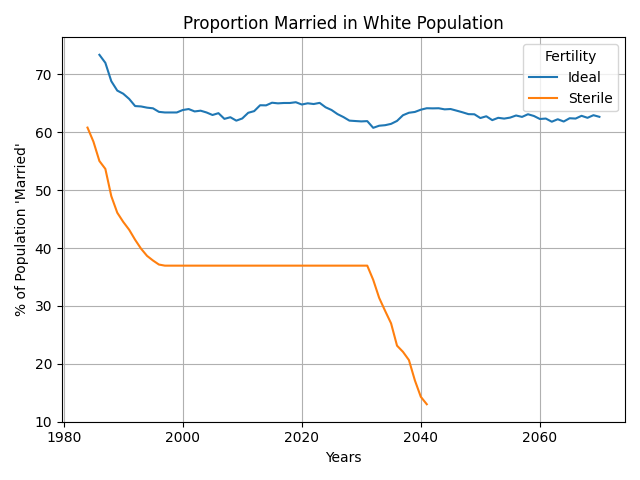 Proportion Married in White Population
% of Population 'Married'
70
60
50
40
30
20
10
Fertility
Ideal
Sterile
1980 2000 2020 2040 2060
Years